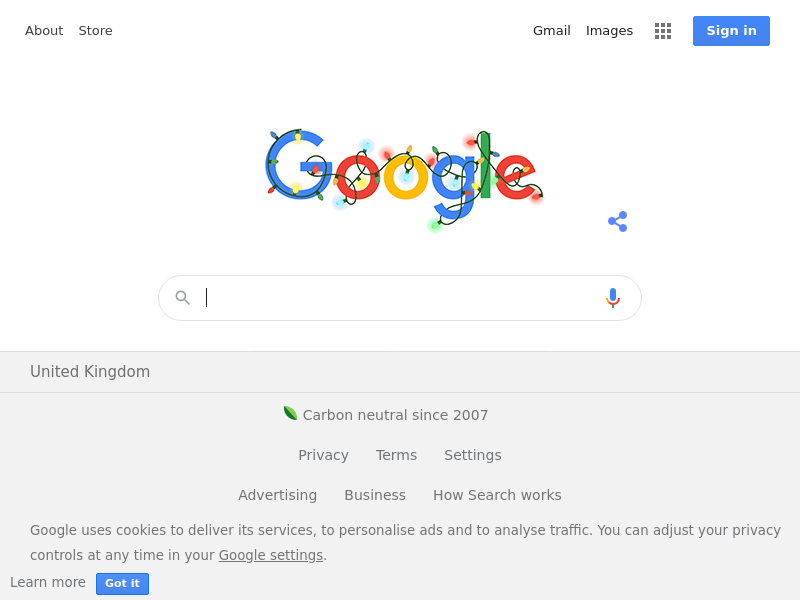 About Store Gmail Images Sign in
Google
United Kingdom
Carbon neutral since 2007
Privacy Terms Settings
Advertising Business How Search works
Google uses cookies to deliver its services, to personalise ads and to analyse traffic. You can adjust your privacy
controls at any time in your Google settings.
Learn more Got it